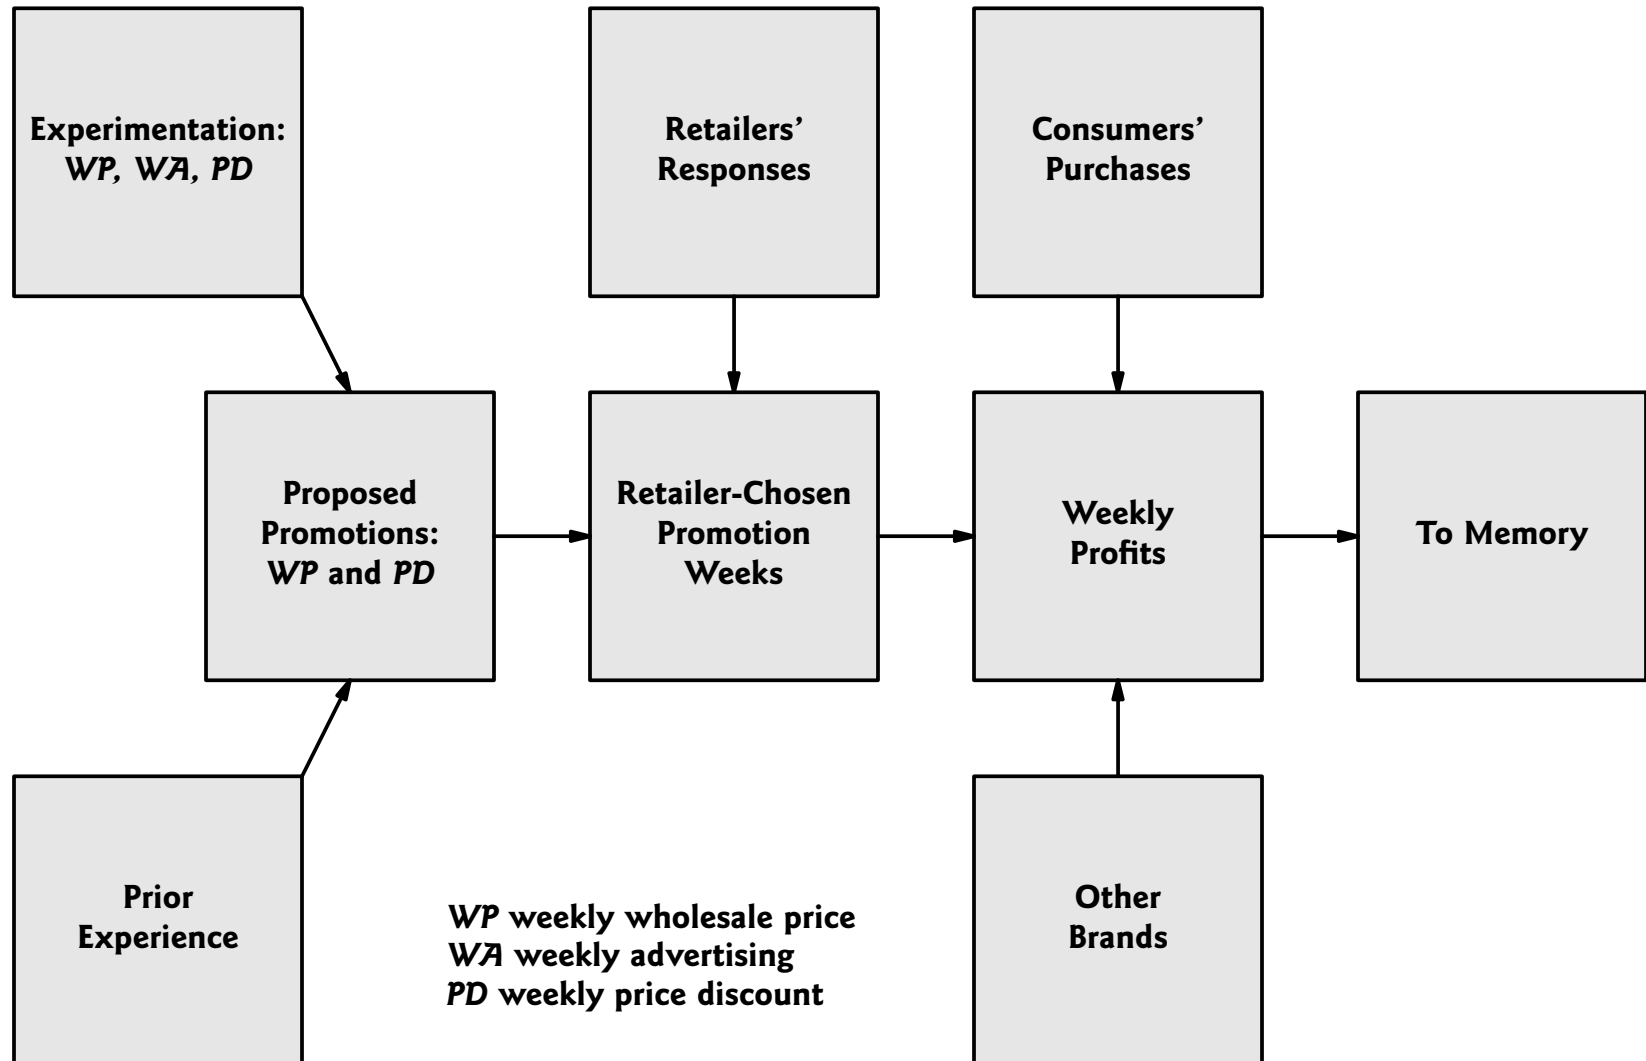 Experimentation:
WP, WA, PD
Retailers’
Responses
Consumers’
Purchases
Proposed
Promotions:
WP and PD
Retailer-Chosen
Promotion
Weeks
Weekly
Profits
To Memory
Prior
Experience
WP weekly wholesale price
WA weekly advertising
PD weekly price discount
Other
Brands